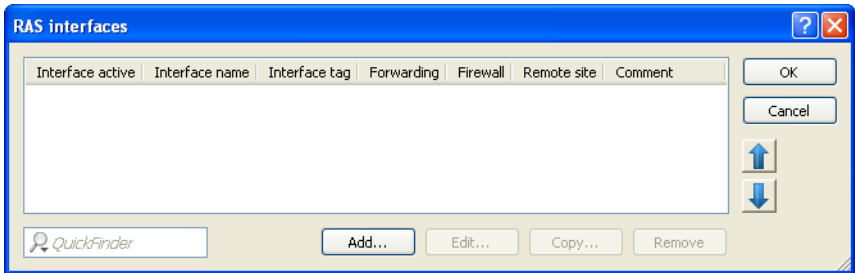 RAS interfaces
Interface active Interface name Interface tag Forwarding Firewall Remote site Comment
OK
Cancel
QuickFinder Add... Edit... Copy... Remove